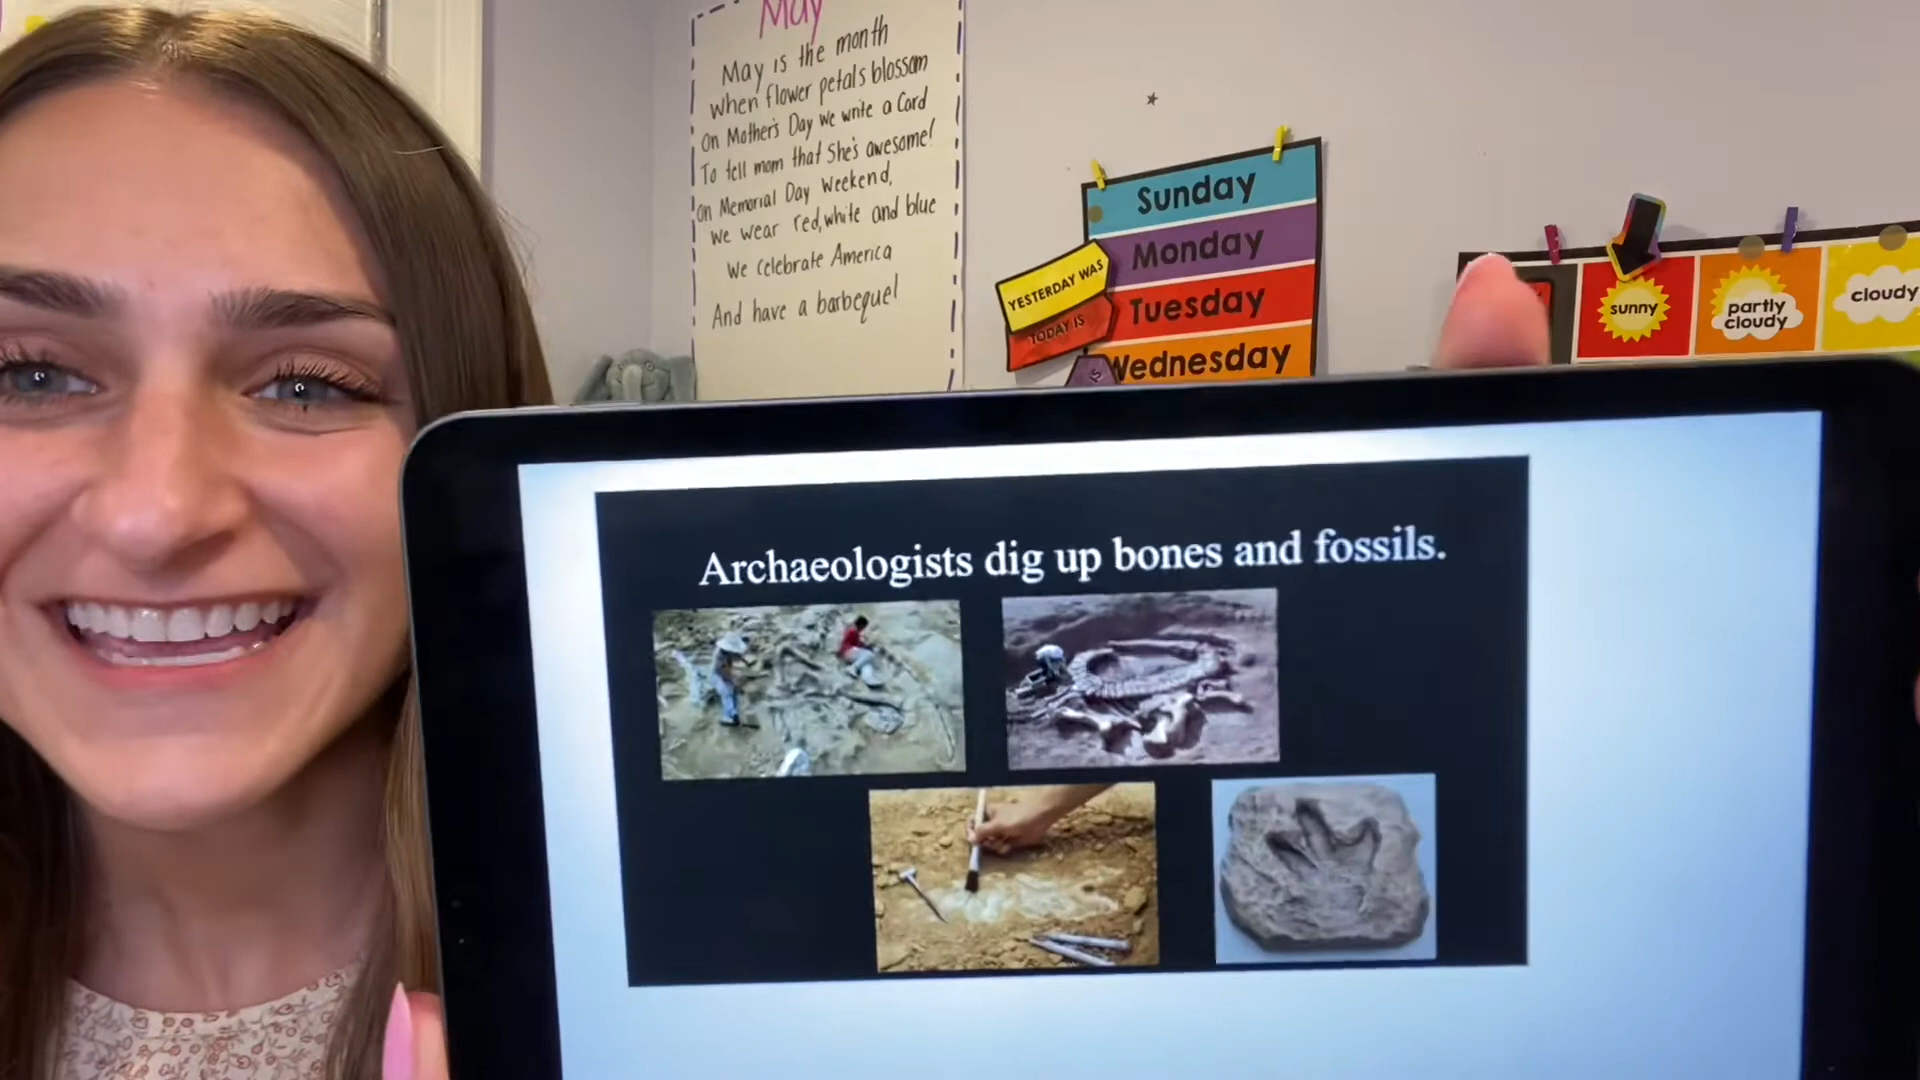 May
May is the month
when flower petals blossom
On Mother's Day we write a Card
To tell mom that She's awesome!
On Memorial Day Weekend,
We wear red, white and blue
We celebrate America
And have a barbeque!
Sunday
Monday
Tuesday
Wednesday
YESTERDAY WAS
TODAY IS
IS
sunny
partly
cloudy
cloudy
Archaeologists dig up bones and fossils.